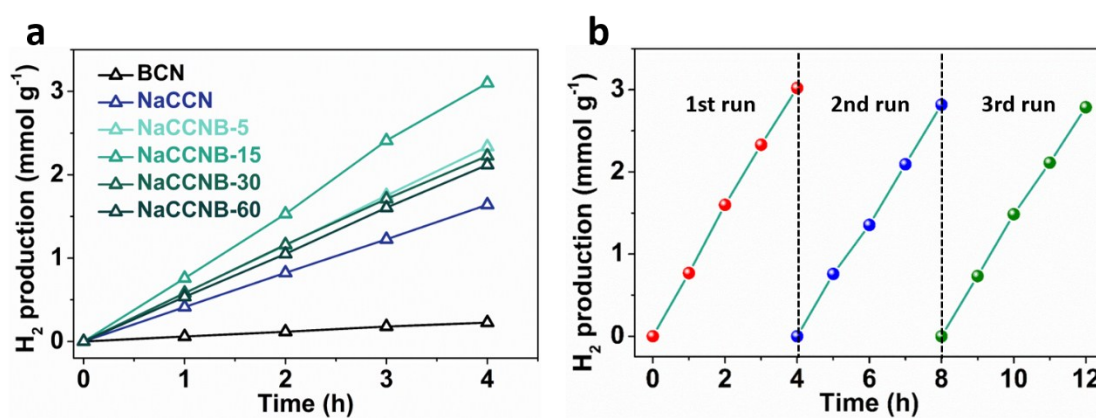 a
H2 production (mmol g-1)
3
2
1
0
BCN
NaCCN
NaCCNB-5
NaCCNB-15
NaCCNB-30
NaCCNB-60
0 1 2 3 4
Time (h)
b
H2 production (mmol g-1)
3
2
1
0
1st run 2nd run 3rd run
0 2 4 6 8 10 12
Time (h)